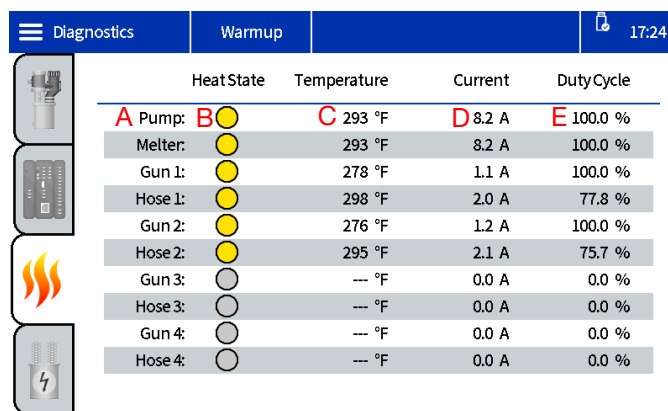 Diagnostics Warmup 17:24
Heat State Temperature Current Duty Cycle
A Pump: B C 293 °F D 8.2 A E 100.0 %
Melter: 293 °F 8.2 A 100.0 %
Gun 1: 278 °F 1.1 A 100.0 %
Hose 1: 298 °F 2.0 A 77.8 %
Gun 2: 276 °F 1.2 A 100.0 %
Hose 2: 295 °F 2.1 A 75.7 %
Gun 3: --- °F 0.0 A 0.0 %
Hose 3: --- °F 0.0 A 0.0 %
Gun 4: --- °F 0.0 A 0.0 %
Hose 4: --- °F 0.0 A 0.0 %